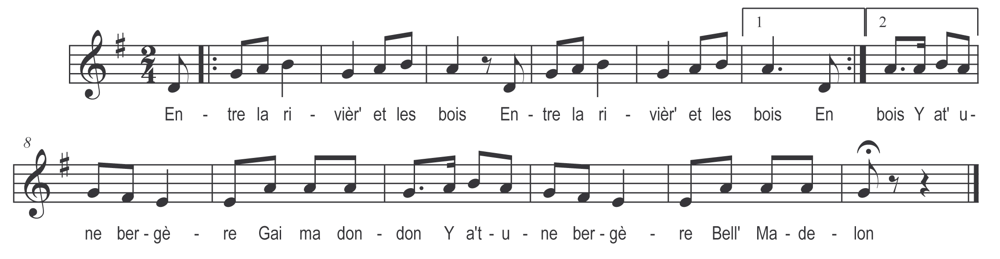 1 2
2
4
En - tre la ri - vièr' et les bois En - tre la ri - vièr' et les bois En bois Y at' u -
8
ne ber - gè - re Gai ma don - don Y a't - u - ne ber - gè - re Bell' Ma - de - lon